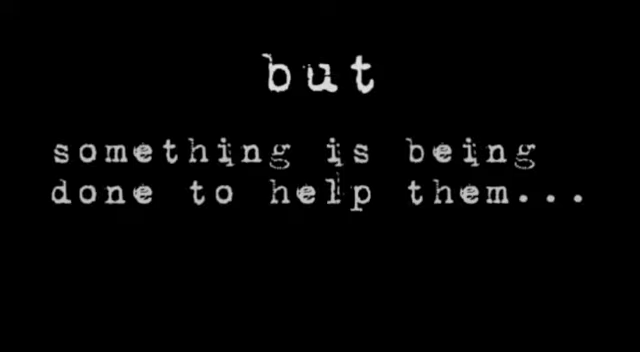 but
something is being
done to help them...